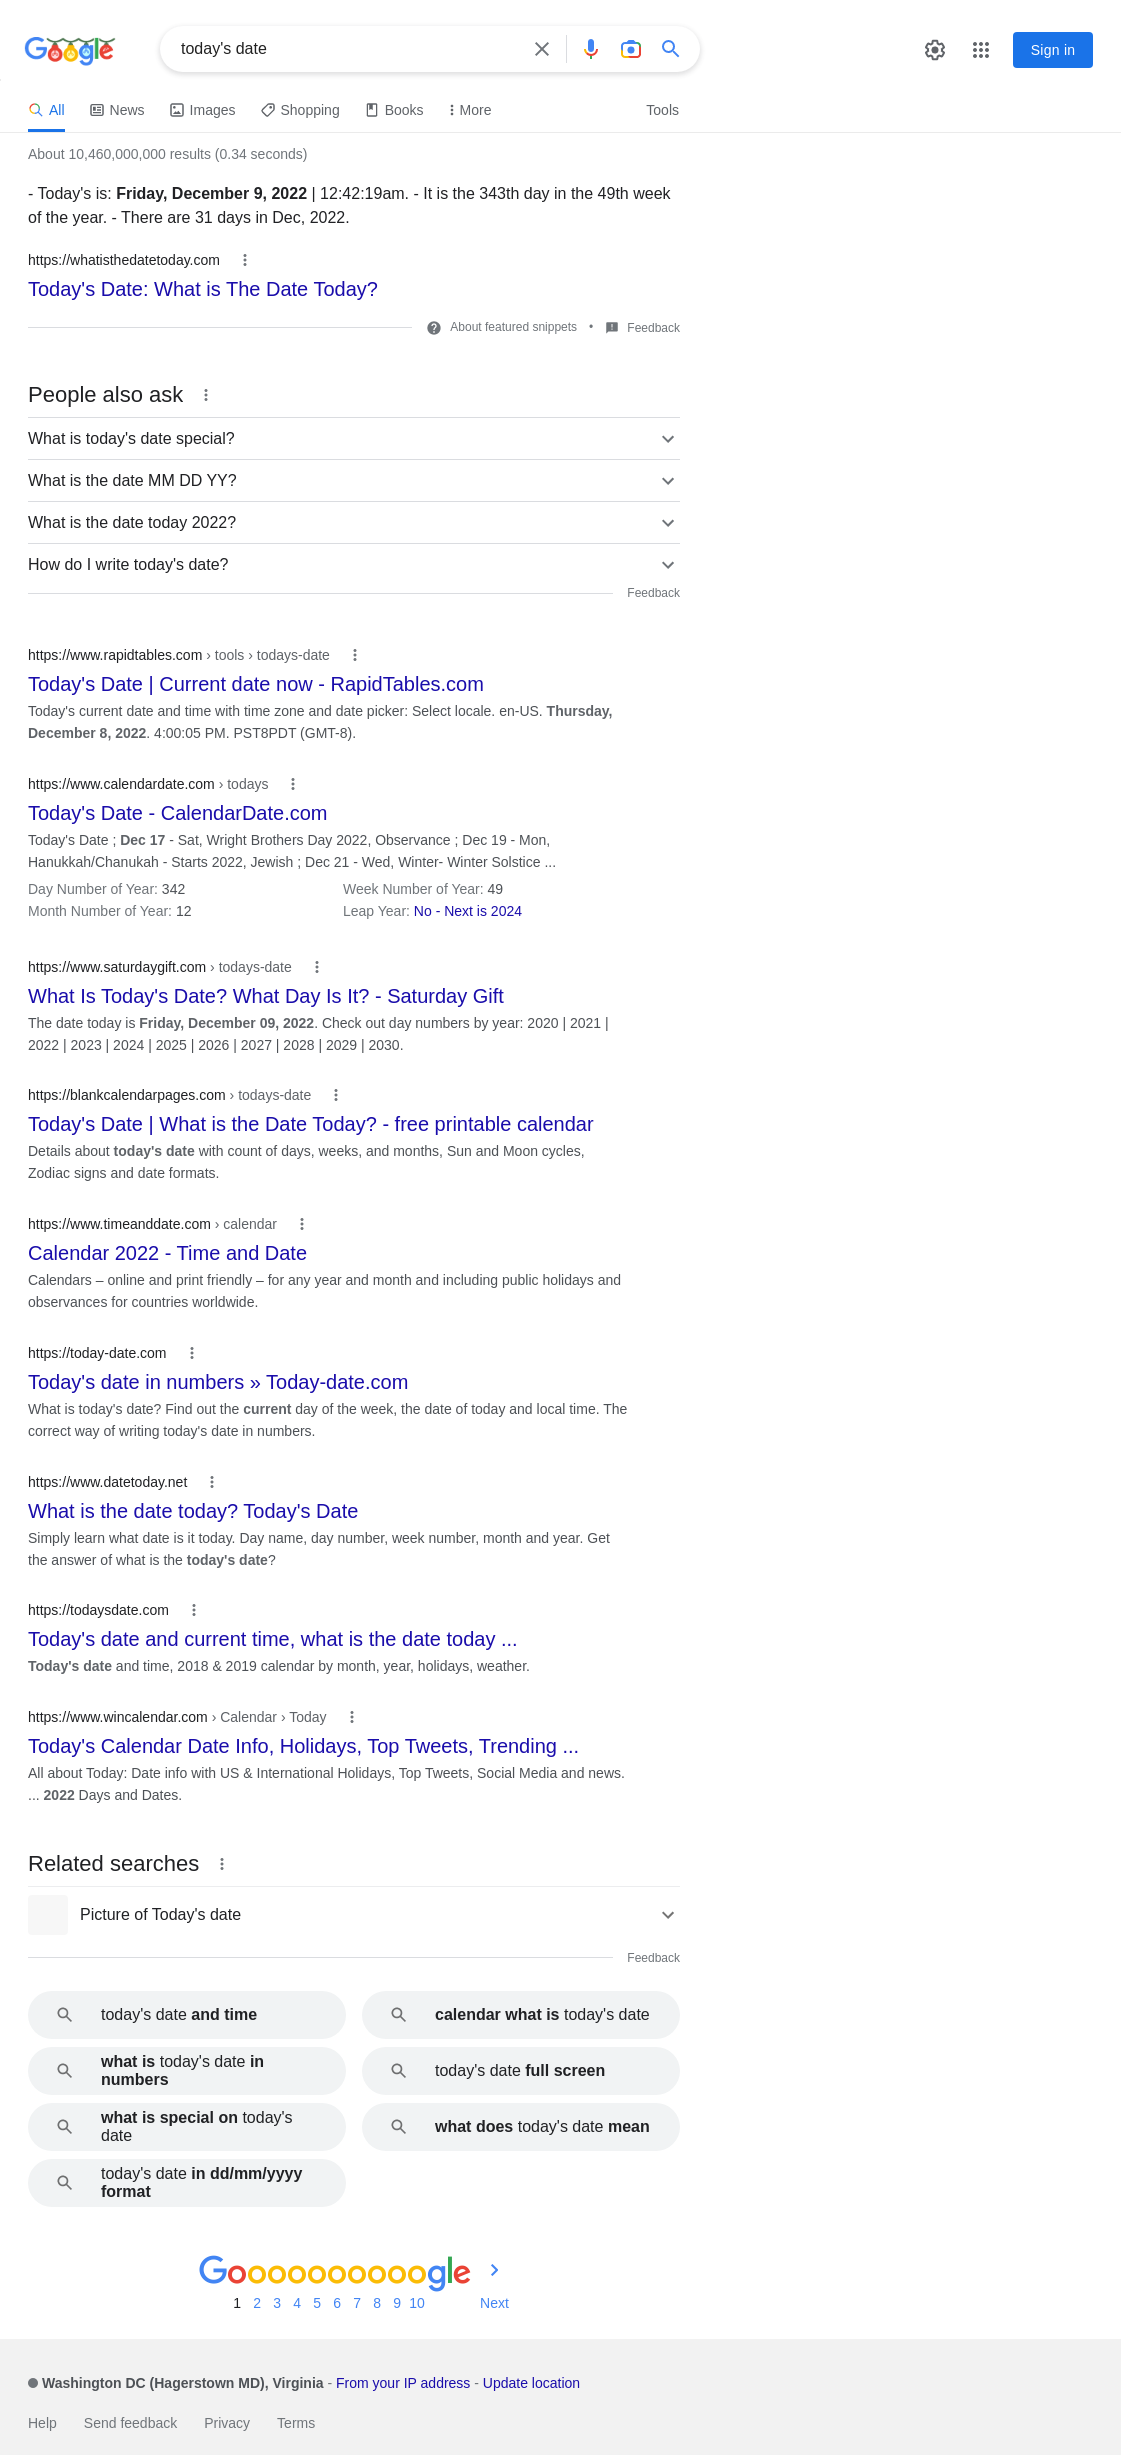 Google
today's date
Sign in
All News Images Shopping Books More Tools
About 10,460,000,000 results (0.34 seconds)
- Today's is: Friday, December 9, 2022 | 12:42:19am. - It is the 343th day in the 49th week
of the year. - There are 31 days in Dec, 2022.
https://whatisthedatetoday.com
Today's Date: What is The Date Today?
About featured snippets • Feedback
People also ask
What is today's date special?
What is the date MM DD YY?
What is the date today 2022?
How do I write today's date?
Feedback
https://www.rapidtables.com › tools › todays-date
Today's Date | Current date now - RapidTables.com
Today's current date and time with time zone and date picker: Select locale. en-US. Thursday,
December 8, 2022. 4:00:05 PM. PST8PDT (GMT-8).
https://www.calendardate.com › todays
Today's Date - CalendarDate.com
Today's Date ; Dec 17 - Sat, Wright Brothers Day 2022, Observance ; Dec 19 - Mon,
Hanukkah/Chanukah - Starts 2022, Jewish ; Dec 21 - Wed, Winter- Winter Solstice ...
Day Number of Year: 342 Week Number of Year: 49
Month Number of Year: 12 Leap Year: No - Next is 2024
https://www.saturdaygift.com › todays-date
What Is Today's Date? What Day Is It? - Saturday Gift
The date today is Friday, December 09, 2022. Check out day numbers by year: 2020 | 2021 |
2022 | 2023 | 2024 | 2025 | 2026 | 2027 | 2028 | 2029 | 2030.
https://blankcalendarpages.com › todays-date
Today's Date | What is the Date Today? - free printable calendar
Details about today's date with count of days, weeks, and months, Sun and Moon cycles,
Zodiac signs and date formats.
https://www.timeanddate.com › calendar
Calendar 2022 - Time and Date
Calendars – online and print friendly – for any year and month and including public holidays and
observances for countries worldwide.
https://today-date.com
Today's date in numbers » Today-date.com
What is today's date? Find out the current day of the week, the date of today and local time. The
correct way of writing today's date in numbers.
https://www.datetoday.net
What is the date today? Today's Date
Simply learn what date is it today. Day name, day number, week number, month and year. Get
the answer of what is the today's date?
https://todaysdate.com
Today's date and current time, what is the date today ...
Today's date and time, 2018 & 2019 calendar by month, year, holidays, weather.
https://www.wincalendar.com › Calendar › Today
Today's Calendar Date Info, Holidays, Top Tweets, Trending ...
All about Today: Date info with US & International Holidays, Top Tweets, Social Media and news.
... 2022 Days and Dates.
Related searches
Picture of Today's date
Feedback
today's date and time
calendar what is today's date
what is today's date in
numbers
today's date full screen
what is special on today's
date
what does today's date mean
today's date in dd/mm/yyyy
format
Goooooooooogle
1 2 3 4 5 6 7 8 9 10 Next
Washington DC (Hagerstown MD), Virginia - From your IP address - Update location
Help Send feedback Privacy Terms